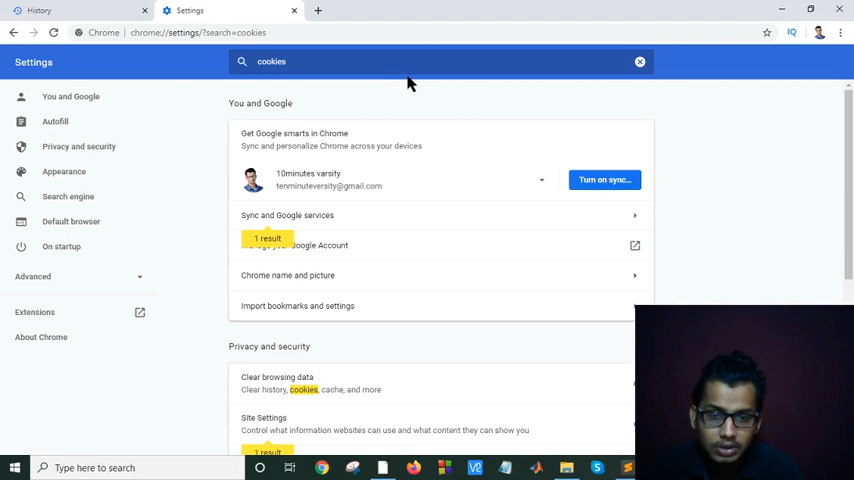 History
Settings
Chrome
chrome://settings/?search=cookies
Settings
cookies
You and Google
Autofill
Privacy and security
Appearance
Search engine
Default browser
On startup
Advanced
Extensions
About Chrome
You and Google
Get Google smarts in Chrome
Sync and personalize Chrome across your devices
10minutes varsity
tenminuteversity@gmail.com
Turn on sync...
Sync and Google services
1 result
Google Account
Chrome name and picture
Import bookmarks and settings
Privacy and security
Clear browsing data
Clear history, cookies, cache, and more
Site Settings
Control what information websites can use and what content they can show you
1 result
Type here to search